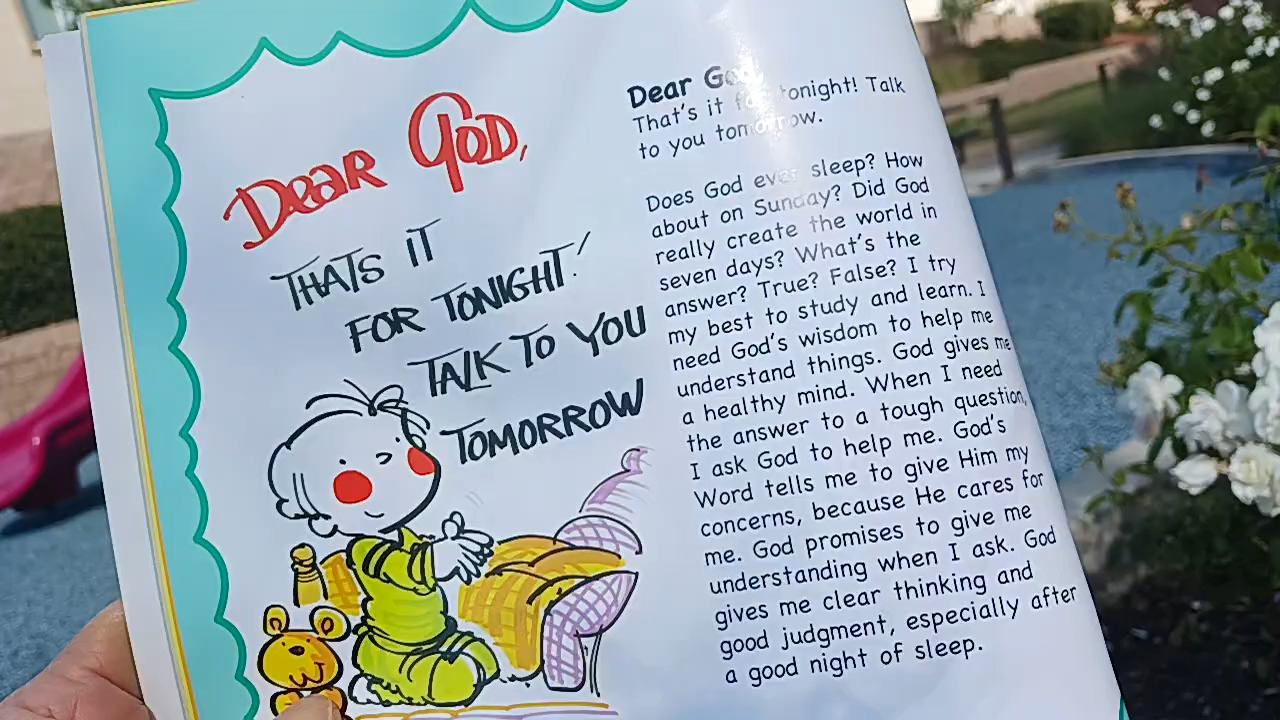 DEAR GOD,
THATS IT
FOR TONIGHT!
TALK TO YOU
TOMORROW
Dear Go
That's it for tonight! Talk
to you tomorrow.
Does God ever sleep? How
about on Sunday? Did God
really create the world in
seven days? What's the
answer? True? False? I try
my best to study and learn. I
need God's wisdom to help me
understand things. God gives me
a healthy mind. When I need
the answer to a tough question,
I ask God to help me. God's
Word tells me to give Him my
concerns, because He cares for
me. God promises to give me
understanding when I ask. God
gives me clear thinking and
good judgment, especially after
a good night of sleep.